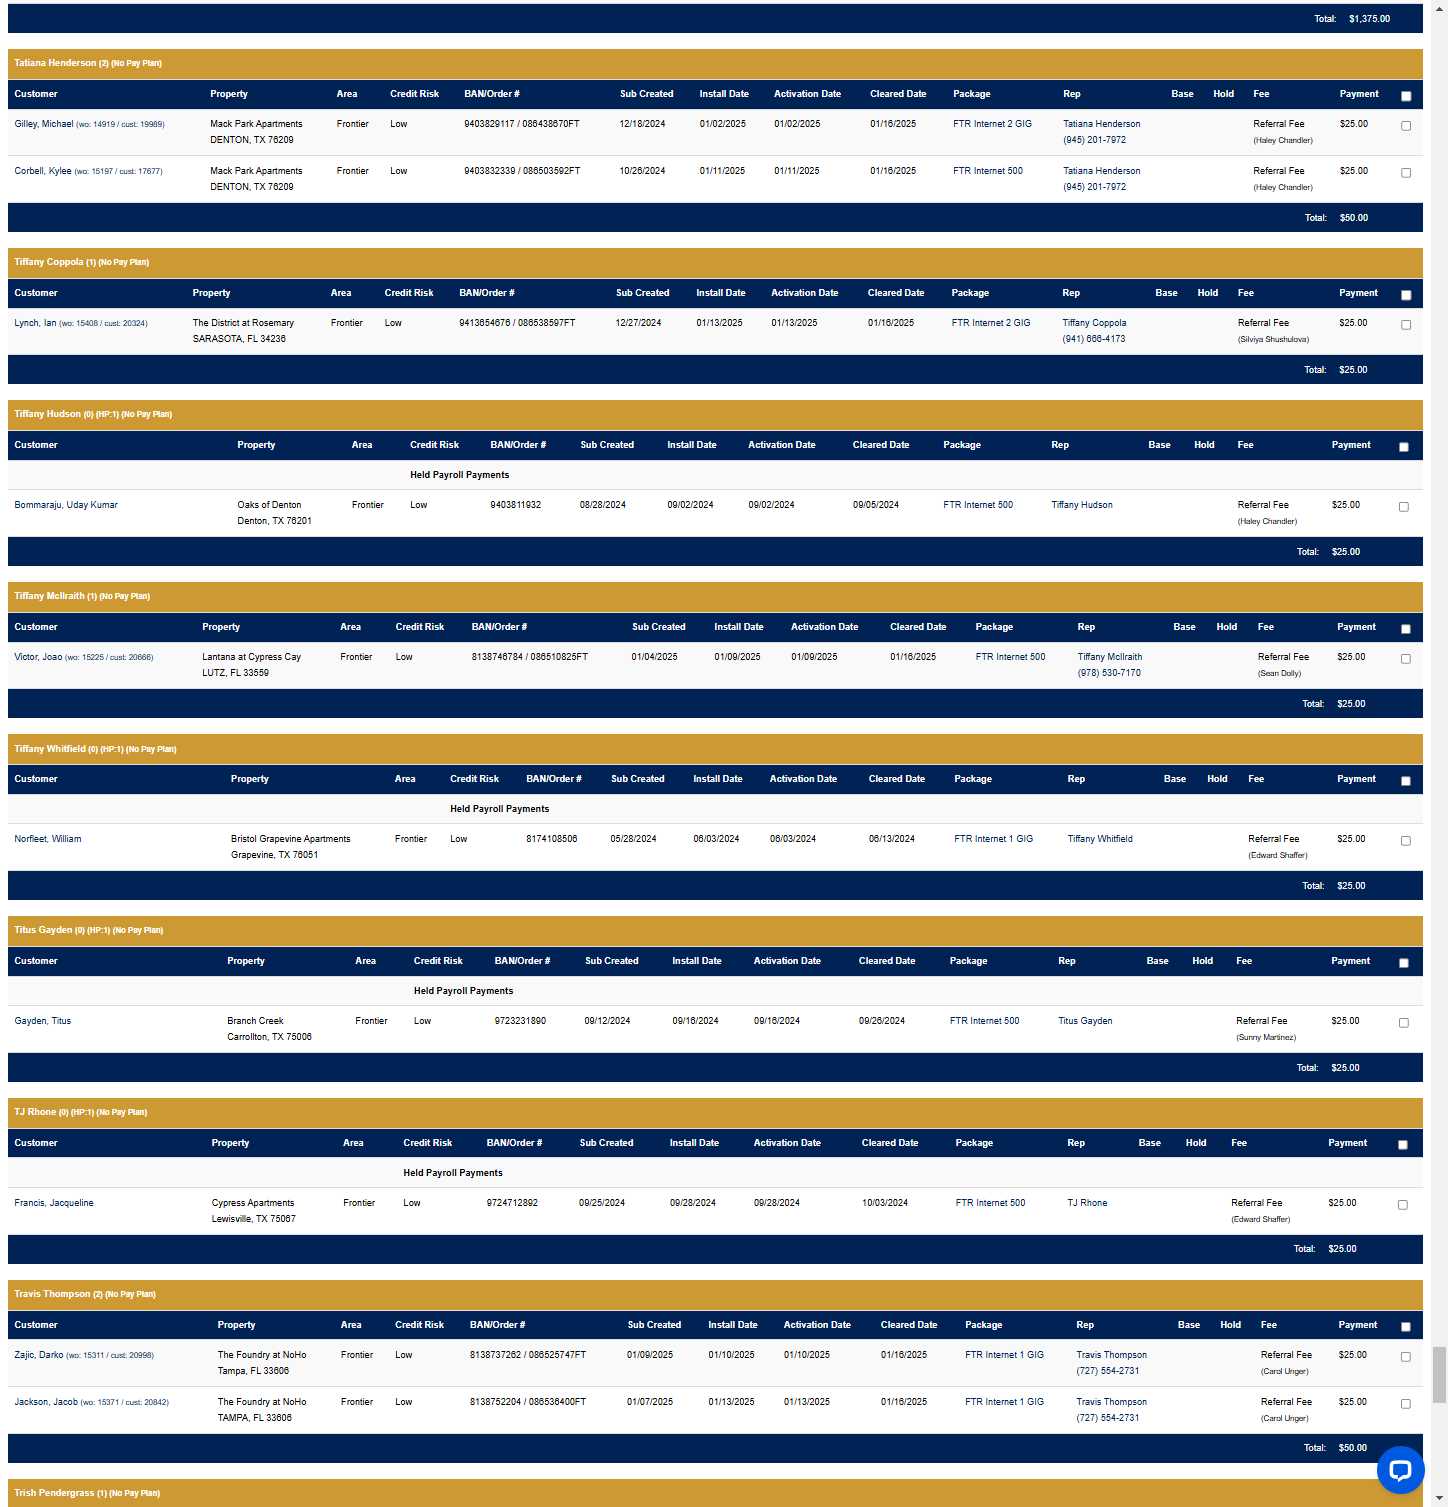 Total: $1,375.00
Tatiana Henderson (2) (No Pay Plan)
Customer Property Area Credit Risk BAN/Order # Sub Created Install Date Activation Date Cleared Date Package Rep Base Hold Fee Payment
Gilley, Michael (wo: 14919 / cust: 19989) Mack Park Apartments Frontier Low 9403829117 / 086438670FT 12/18/2024 01/02/2025 01/02/2025 01/16/2025 FTR Internet 2 GIG Tatiana Henderson Referral Fee $25.00
DENTON, TX 76209 (945) 201-7972 (Haley Chandler)
Corbell, Kylee (wo: 15197 / cust: 17677) Mack Park Apartments Frontier Low 9403832339 / 086503592FT 10/26/2024 01/11/2025 01/11/2025 01/16/2025 FTR Internet 500 Tatiana Henderson Referral Fee $25.00
DENTON, TX 76209 (945) 201-7972 (Haley Chandler)
Total: $50.00
Tiffany Coppola (1) (No Pay Plan)
Customer Property Area Credit Risk BAN/Order # Sub Created Install Date Activation Date Cleared Date Package Rep Base Hold Fee Payment
Lynch, Ian (wo: 15408 / cust: 20324) The District at Rosemary Frontier Low 9413654676 / 086538597FT 12/27/2024 01/13/2025 01/13/2025 01/16/2025 FTR Internet 2 GIG Tiffany Coppola Referral Fee $25.00
SARASOTA, FL 34236 (941) 666-4173 (Silviya Shushulova)
Total: $25.00
Tiffany Hudson (0) (HP:1) (No Pay Plan)
Customer Property Area Credit Risk BAN/Order # Sub Created Install Date Activation Date Cleared Date Package Rep Base Hold Fee Payment
Held Payroll Payments
Bommaraju, Uday Kumar Oaks of Denton Frontier Low 9403811932 08/28/2024 09/02/2024 09/02/2024 09/05/2024 FTR Internet 500 Tiffany Hudson Referral Fee $25.00
Denton, TX 76201 (Haley Chandler)
Total: $25.00
Tiffany McIlraith (1) (No Pay Plan)
Customer Property Area Credit Risk BAN/Order # Sub Created Install Date Activation Date Cleared Date Package Rep Base Hold Fee Payment
Victor, Joao (wo: 15225 / cust: 20666) Lantana at Cypress Cay Frontier Low 8138746784 / 086510825FT 01/04/2025 01/09/2025 01/09/2025 01/16/2025 FTR Internet 500 Tiffany McIlraith Referral Fee $25.00
LUTZ, FL 33559 (978) 530-7170 (Sean Dolly)
Total: $25.00
Tiffany Whitfield (0) (HP:1) (No Pay Plan)
Customer Property Area Credit Risk BAN/Order # Sub Created Install Date Activation Date Cleared Date Package Rep Base Hold Fee Payment
Held Payroll Payments
Norfleet, William Bristol Grapevine Apartments Frontier Low 8174108506 05/28/2024 06/03/2024 06/03/2024 06/13/2024 FTR Internet 1 GIG Tiffany Whitfield Referral Fee $25.00
Grapevine, TX 76051 (Edward Shaffer)
Total: $25.00
Titus Gayden (0) (HP:1) (No Pay Plan)
Customer Property Area Credit Risk BAN/Order # Sub Created Install Date Activation Date Cleared Date Package Rep Base Hold Fee Payment
Held Payroll Payments
Gayden, Titus Branch Creek Frontier Low 9723231890 09/12/2024 09/16/2024 09/16/2024 09/26/2024 FTR Internet 500 Titus Gayden Referral Fee $25.00
Carrollton, TX 75006 (Sunny Martinez)
Total: $25.00
TJ Rhone (0) (HP:1) (No Pay Plan)
Customer Property Area Credit Risk BAN/Order # Sub Created Install Date Activation Date Cleared Date Package Rep Base Hold Fee Payment
Held Payroll Payments
Francis, Jacqueline Cypress Apartments Frontier Low 9724712892 09/25/2024 09/28/2024 09/28/2024 10/03/2024 FTR Internet 500 TJ Rhone Referral Fee $25.00
Lewisville, TX 75067 (Edward Shaffer)
Total: $25.00
Travis Thompson (2) (No Pay Plan)
Customer Property Area Credit Risk BAN/Order # Sub Created Install Date Activation Date Cleared Date Package Rep Base Hold Fee Payment
Zajic, Darko (wo: 15311 / cust: 20998) The Foundry at NoHo Frontier Low 8138737262 / 086525747FT 01/09/2025 01/10/2025 01/10/2025 01/16/2025 FTR Internet 1 GIG Travis Thompson Referral Fee $25.00
Tampa, FL 33606 (727) 554-2731 (Carol Unger)
Jackson, Jacob (wo: 15371 / cust: 20842) The Foundry at NoHo Frontier Low 8138752204 / 086536400FT 01/07/2025 01/13/2025 01/13/2025 01/16/2025 FTR Internet 1 GIG Travis Thompson Referral Fee $25.00
TAMPA, FL 33606 (727) 554-2731 (Carol Unger)
Total: $50.00
Trish Pendergrass (1) (No Pay Plan)